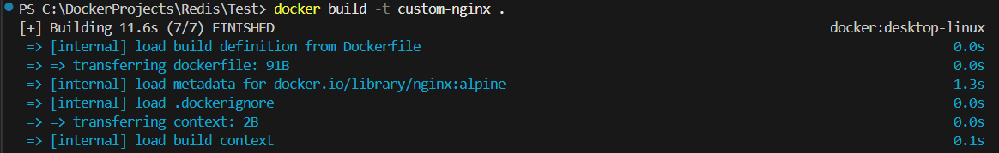 PS C:\DockerProjects\Redis\Test> docker build -t custom-nginx .
[+] Building 11.6s (7/7) FINISHED docker:desktop-linux
=> [internal] load build definition from Dockerfile 0.0s
=> => transferring dockerfile: 91B 0.0s
=> [internal] load metadata for docker.io/library/nginx:alpine 1.3s
=> [internal] load .dockerignore 0.0s
=> => transferring context: 2B 0.0s
=> [internal] load build context 0.1s